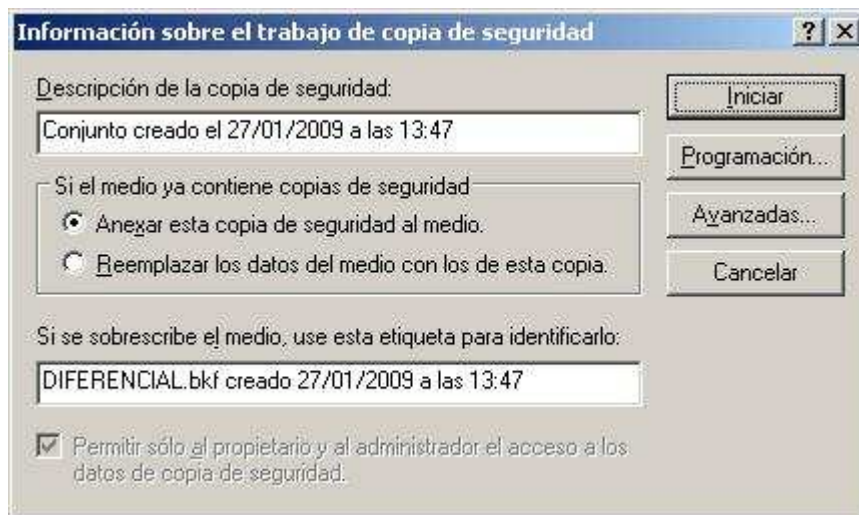 Información sobre el trabajo de copia de seguridad
Descripción de la copia de seguridad:
Conjunto creado el 27/01/2009 a las 13:47
Si el medio ya contiene copias de seguridad
Anexar esta copia de seguridad al medio.
Reemplazar los datos del medio con los de esta copia.
Si se sobrescribe el medio, use esta etiqueta para identificarlo:
DIFERENCIAL.bkf creado 27/01/2009 a las 13:47
Permitir sólo al propietario y al administrador el acceso a los
datos de copia de seguridad.
Iniciar
Programación...
Avanzadas...
Cancelar